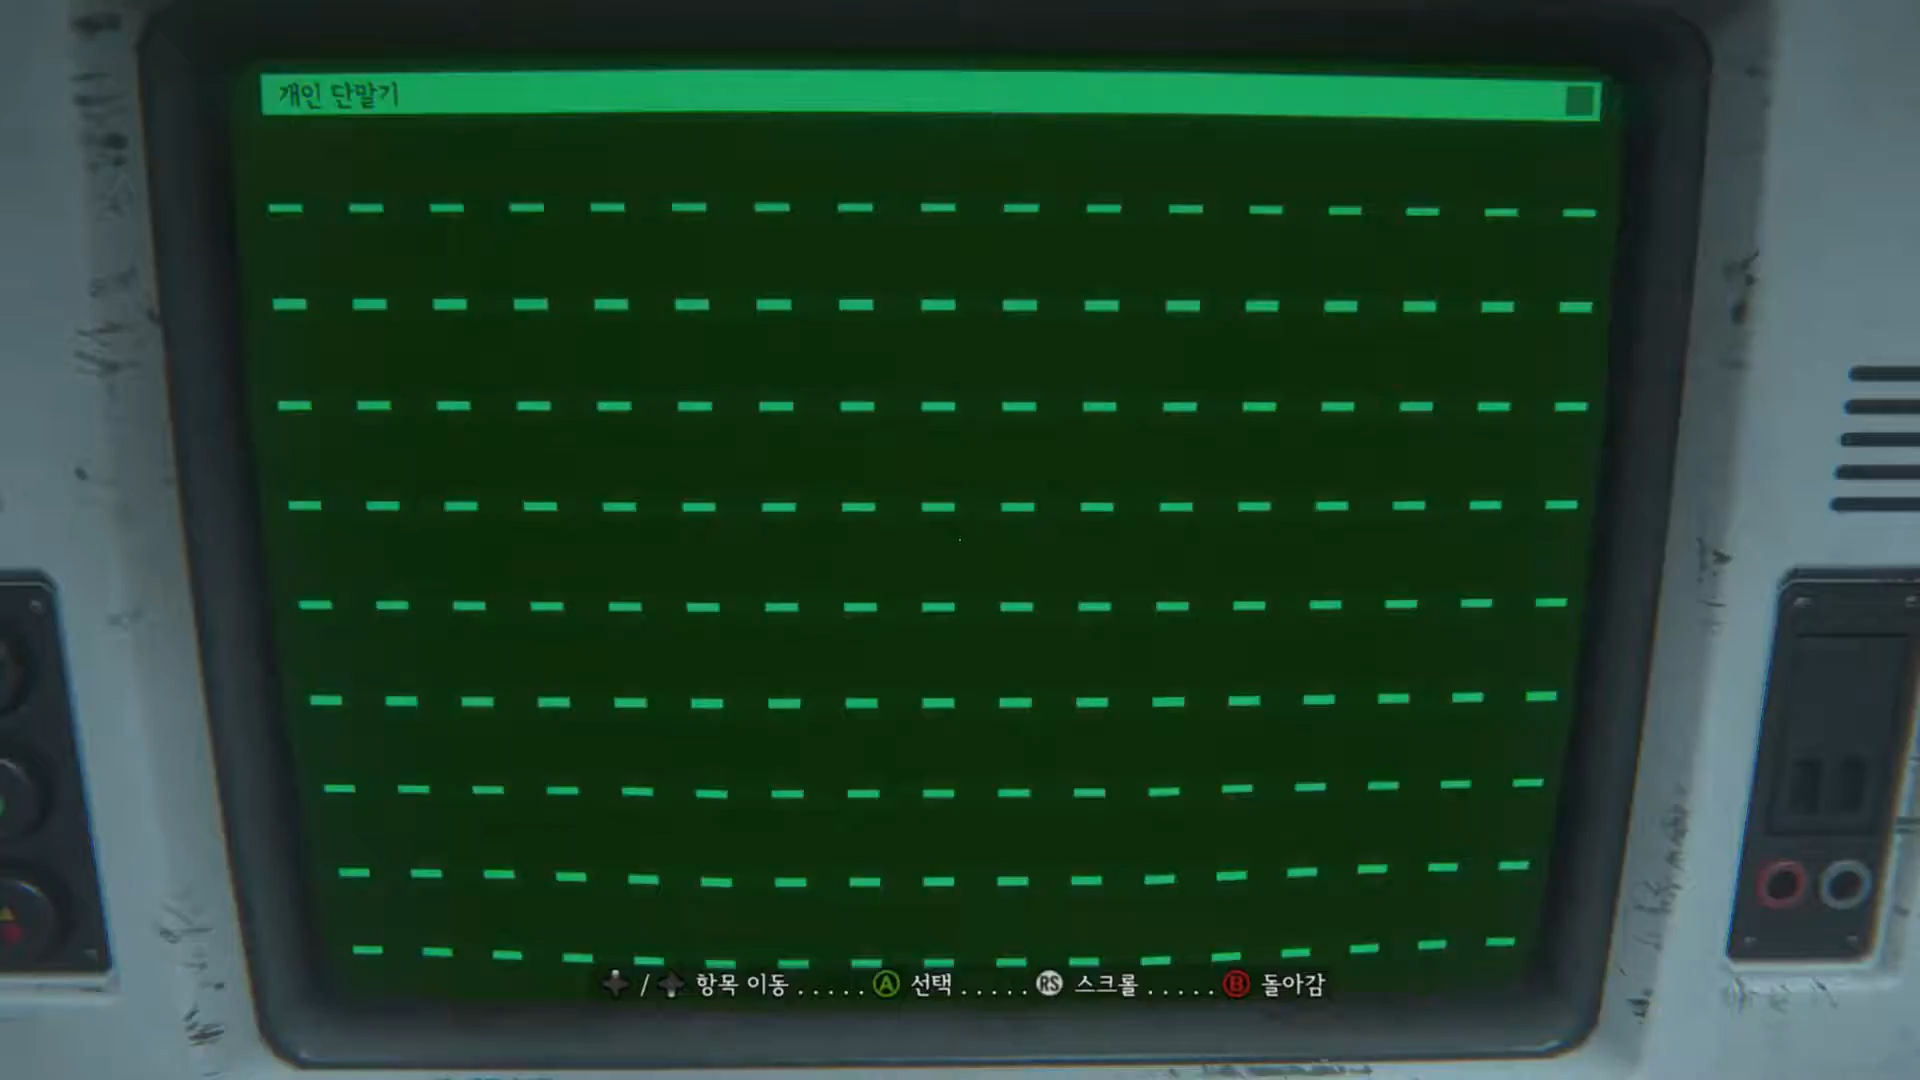 개인 단말기
/ 항목 이동 ..... A 선택 ..... RS 스크롤 ..... B 돌아감